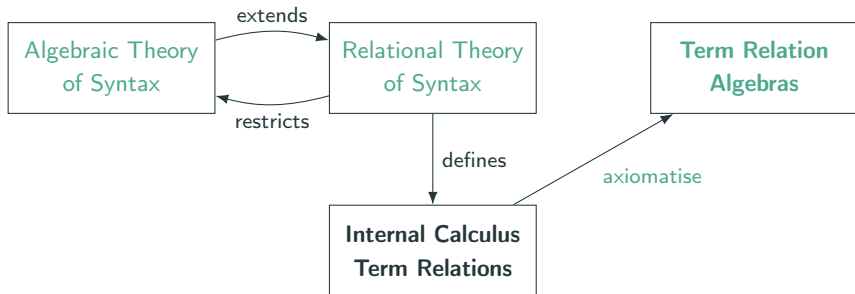 extends
Algebraic Theory
of Syntax
Relational Theory
of Syntax
Term Relation
Algebras
restricts
defines
axiomatise
Internal Calculus
Term Relations